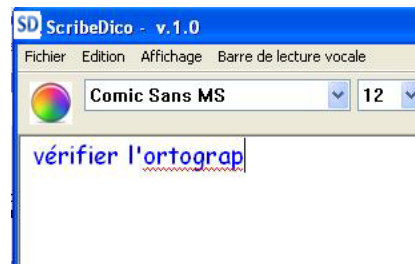 SD ScribeDico - v.1.0
Fichier Edition Affichage Barre de lecture vocale
Comic Sans MS 12
vérifier l'ortograp